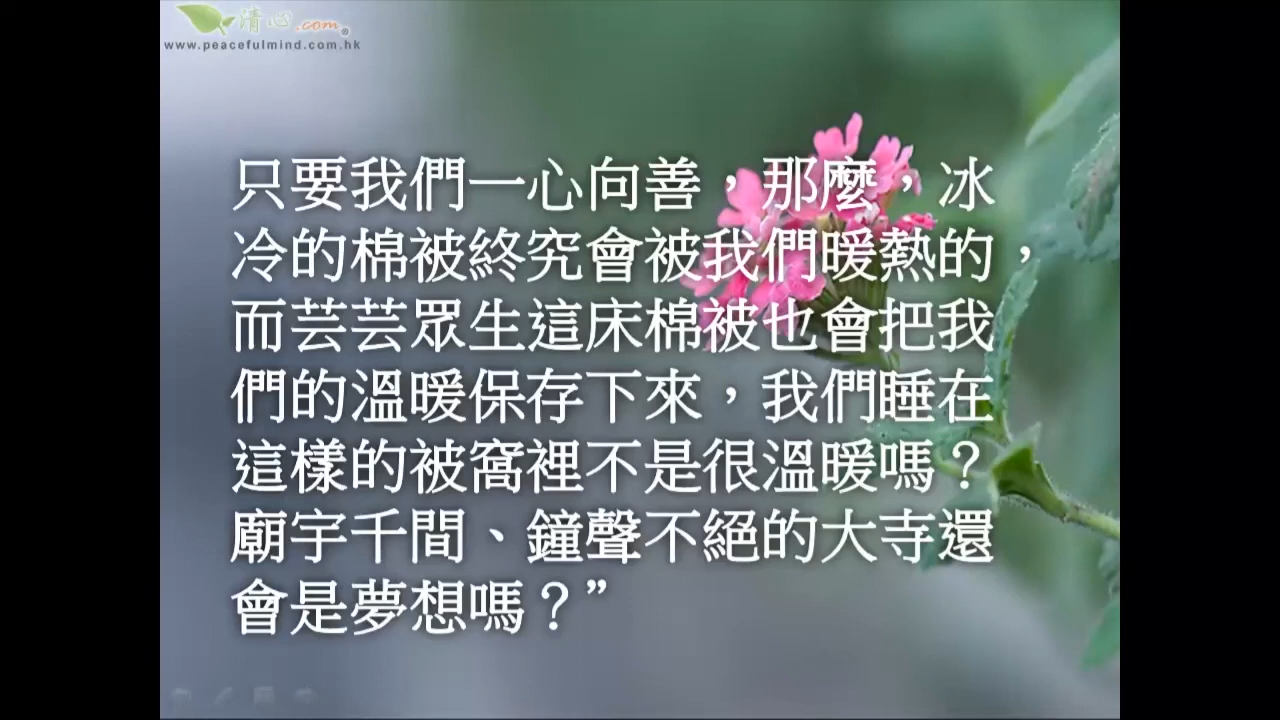 清心.com®
www.peacefulmind.com.hk
只要我們一心向善，那麼，冰
冷的棉被終究會被我們暖熱的，
而芸芸眾生這床棉被也會把我
們的溫暖保存下來，我們睡在
這樣的被窩裡不是很溫暖嗎？
廟宇千間、鐘聲不絕的大寺還
會是夢想嗎？”